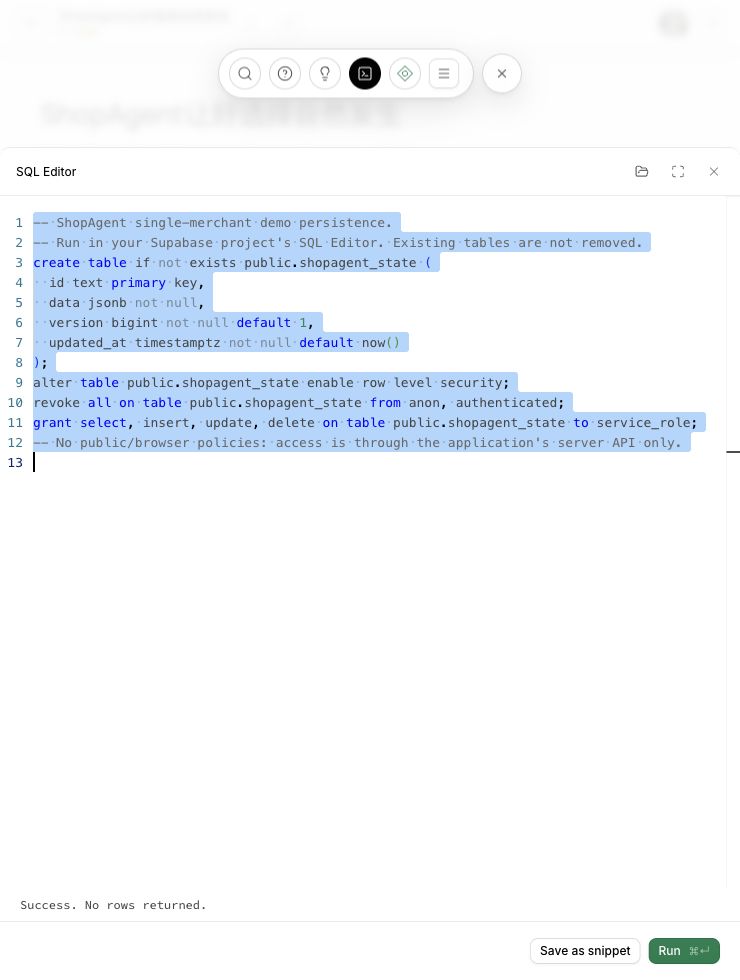 SQL Editor
1 -- ShopAgent single-merchant demo persistence.
2 -- Run in your Supabase project's SQL Editor. Existing tables are not removed.
3 create table if not exists public.shopagent_state (
4   id text primary key,
5   data jsonb not null,
6   version bigint not null default 1,
7   updated_at timestamptz not null default now()
8 );
9 alter table public.shopagent_state enable row level security;
10 revoke all on table public.shopagent_state from anon, authenticated;
11 grant select, insert, update, delete on table public.shopagent_state to service_role;
12 -- No public/browser policies: access is through the application's server API only.
13
Success. No rows returned.
Save as snippet
Run ⌘↵